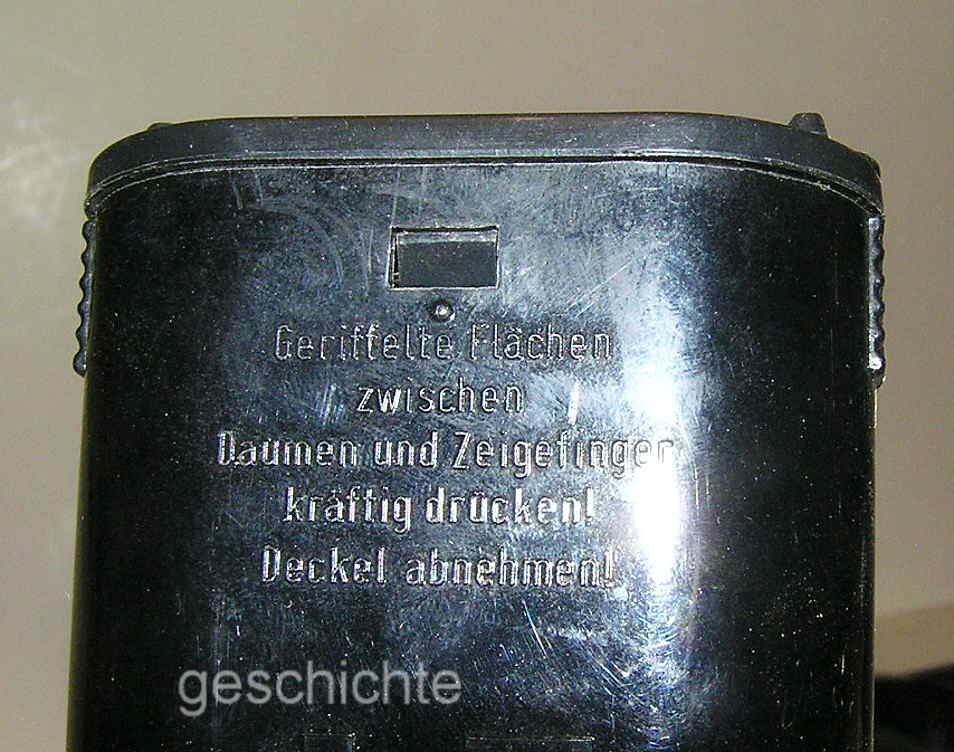 Geriffelte Flächen
zwischen
Daumen und Zeigefinger
kräftig drücken!
Deckel abnehmen!
geschichte